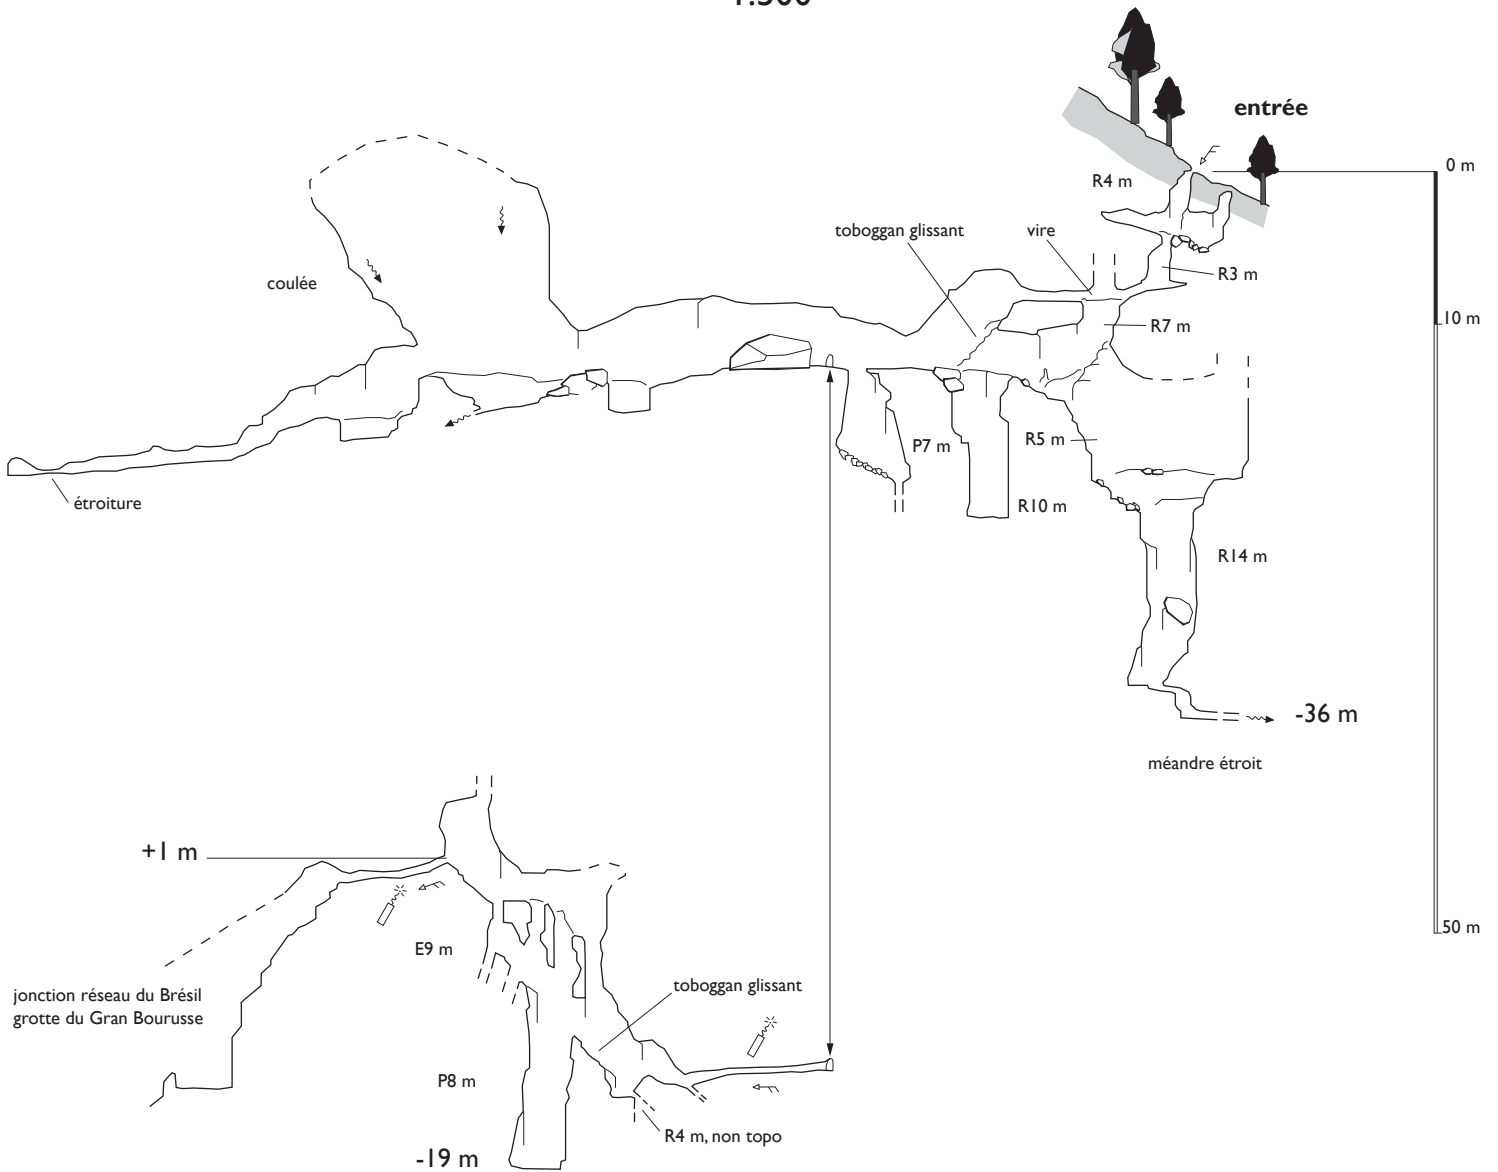 entrée
0 m
R4 m
toboggan glissant
vire
coulée
R3 m
10 m
R7 m
P7 m
R5 m
étroiture
R10 m
R14 m
-36 m
méandre étroit
+1 m
50 m
E9 m
toboggan glissant
jonction réseau du Brésil
grotte du Gran Bourusse
P8 m
R4 m, non topo
-19 m